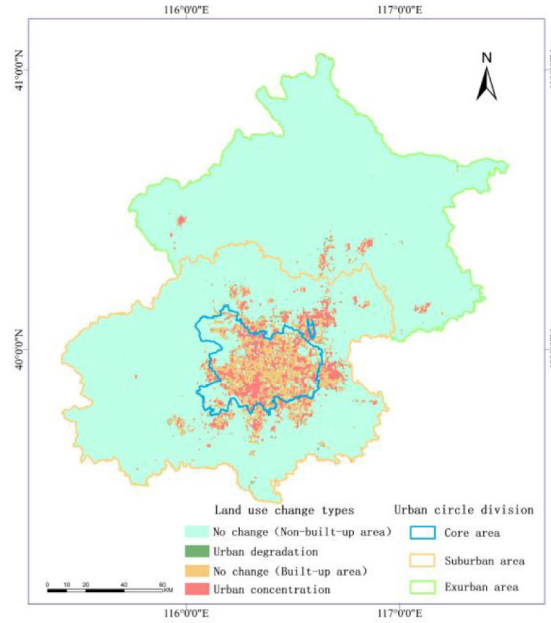 116°0′0″E 117°0′0″E
41°0′0″N
N
40°0′0″N
Land use change types Urban circle division
No change (Non-built-up area) Core area
Urban degradation
No change (Built-up area) Suburban area
Urban concentration Exurban area
0 10 20 40 60
KM
116°0′0″E 117°0′0″E